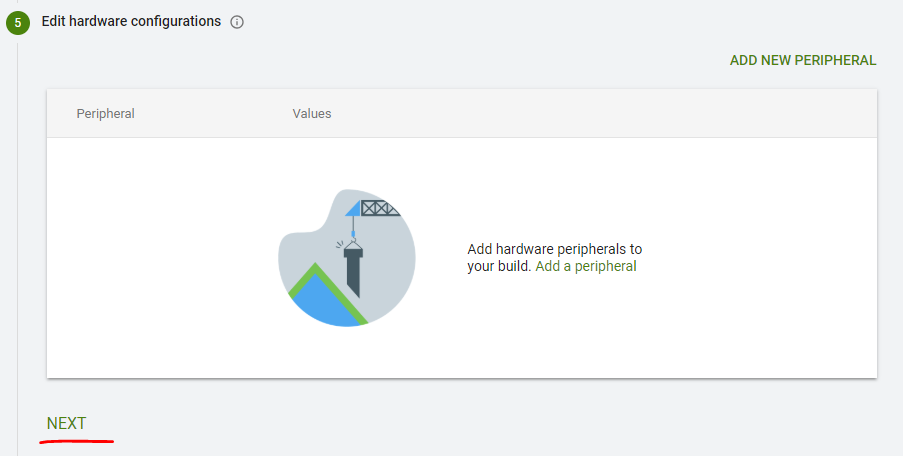 5 Edit hardware configurations
ADD NEW PERIPHERAL
Peripheral Values
Add hardware peripherals to
your build. Add a peripheral
NEXT